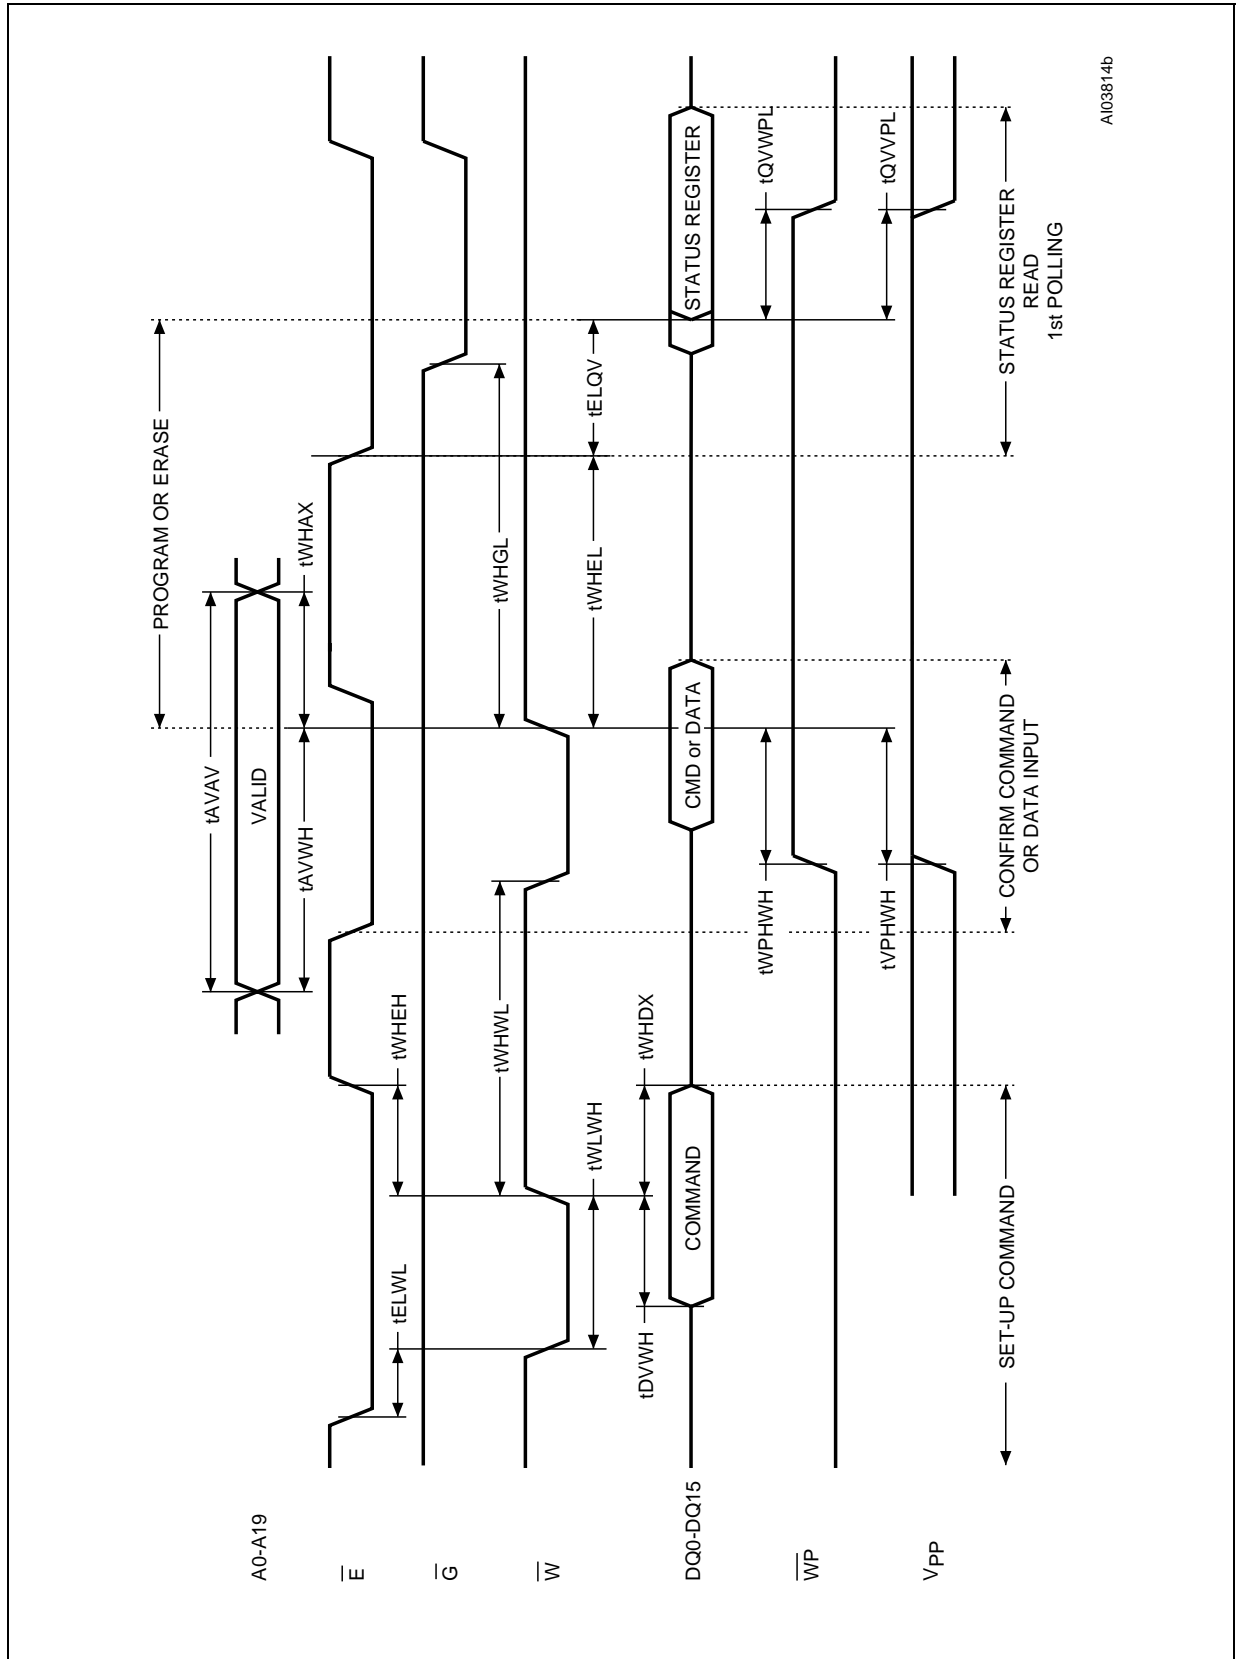 PROGRAM OR ERASE
tAVAV
A0-A19
VALID
tAVWH
tWHAX
E
tELWL
tWHEH
G
tWHWL
tWHGL
W
tWLWH
tWHEL
tELQV
tDVWH
tWHDX
DQ0-DQ15
COMMAND
CMD or DATA
STATUS REGISTER
tWPHWH
tQVWPL
WP
tVPHWH
tQVVPL
VPP
SET-UP COMMAND
CONFIRM COMMAND
OR DATA INPUT
STATUS REGISTER
READ
1st POLLING
AI03814b